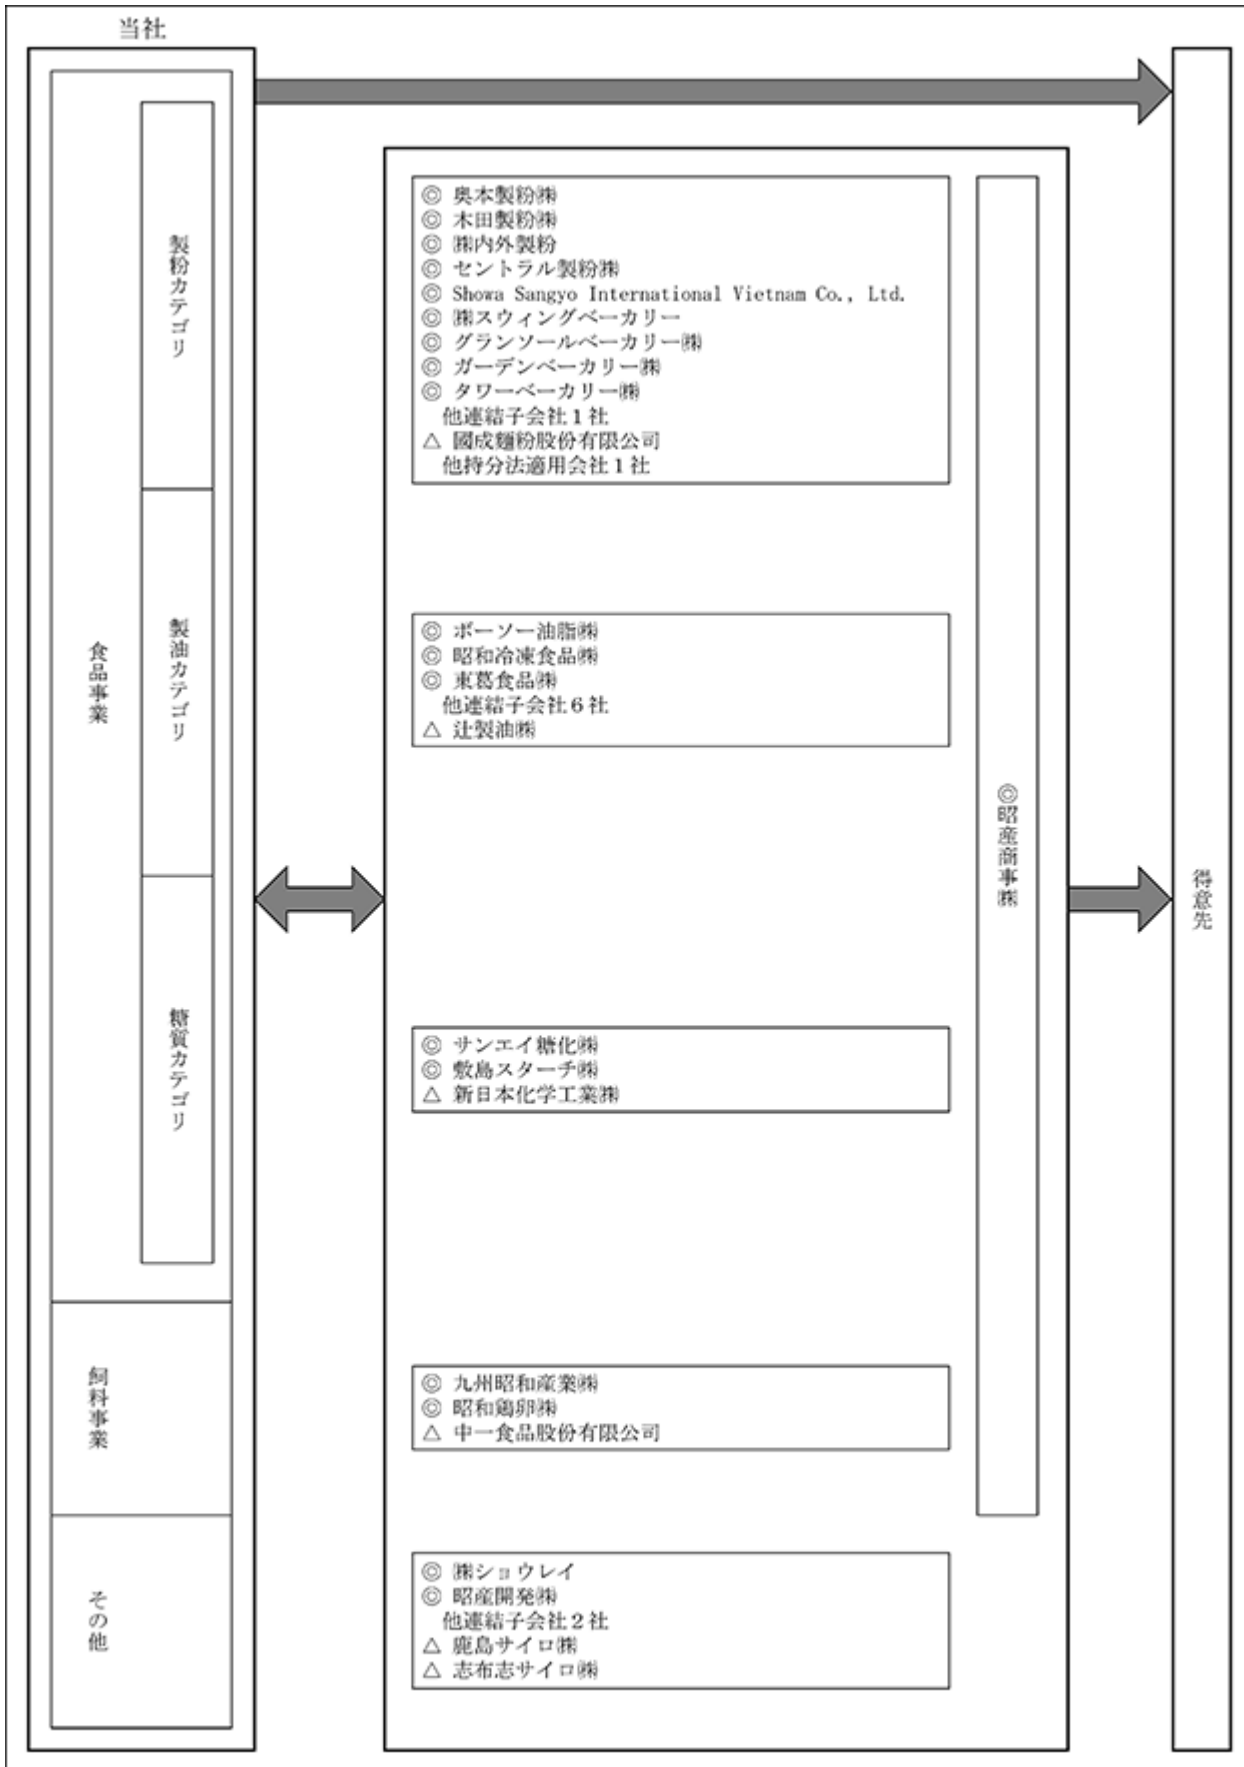 当社
食品事業
製粉カテゴリ
製油カテゴリ
糖質カテゴリ
飼料事業
その他
◎ 奥本製粉㈱
◎ 木田製粉㈱
◎ ㈱内外製粉
◎ セントラル製粉㈱
◎ Showa Sangyo International Vietnam Co., Ltd.
◎ ㈱スウィングベーカリー
◎ グランソールベーカリー㈱
◎ ガーデンベーカリー㈱
◎ タワーベーカリー㈱
他連結子会社1社
△ 國成麵粉股份有限公司
他持分法適用会社1社
◎ ボーソー油脂㈱
◎ 昭和冷凍食品㈱
◎ 東葛食品㈱
他連結子会社6社
△ 辻製油㈱
◎ サンエイ糖化㈱
◎ 敷島スターチ㈱
△ 新日本化学工業㈱
◎ 九州昭和産業㈱
◎ 昭和鶏卵㈱
△ 中一食品股份有限公司
◎ ㈱ショウレイ
◎ 昭産開発㈱
他連結子会社2社
△ 鹿島サイロ㈱
△ 志布志サイロ㈱
◎昭産商事㈱
得意先